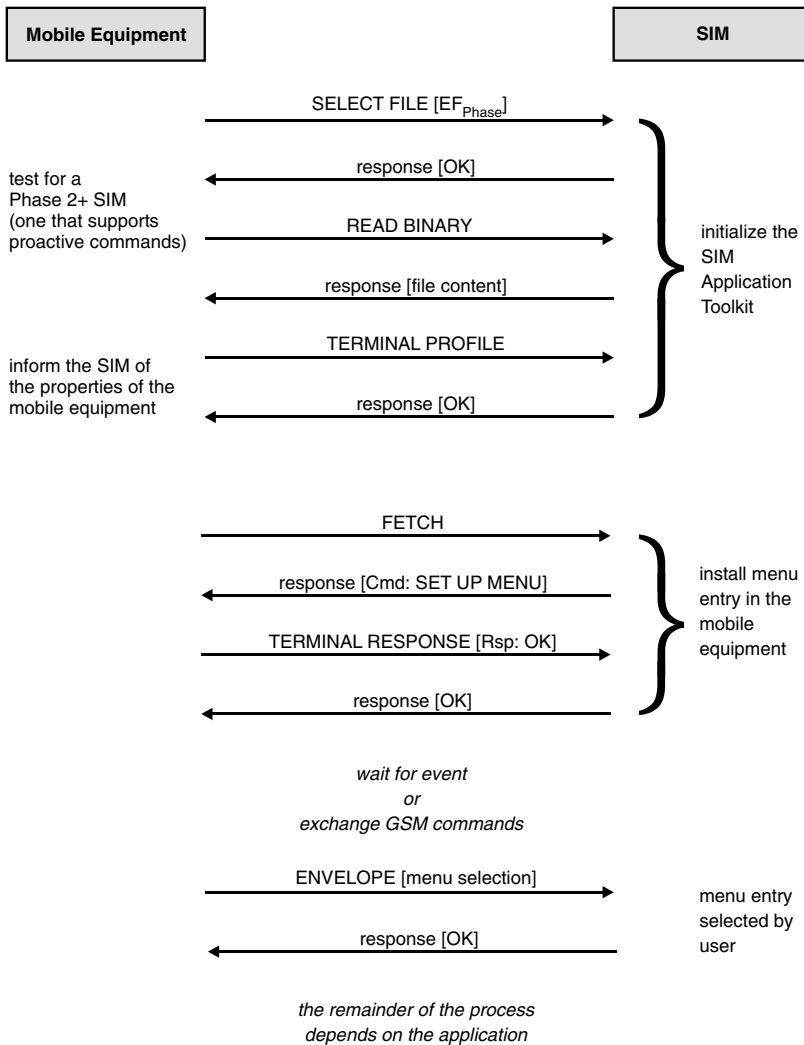 Mobile Equipment
SIM
SELECT FILE [EFPhase]
response [OK]
test for a
Phase 2+ SIM
(one that supports
proactive commands)
READ BINARY
response [file content]
initialize the
SIM
Application
Toolkit
TERMINAL PROFILE
inform the SIM of
the properties of the
mobile equipment
response [OK]
FETCH
response [Cmd: SET UP MENU]
TERMINAL RESPONSE [Rsp: OK]
response [OK]
install menu
entry in the
mobile
equipment
wait for event
or
exchange GSM commands
ENVELOPE [menu selection]
response [OK]
menu entry
selected by
user
the remainder of the process
depends on the application